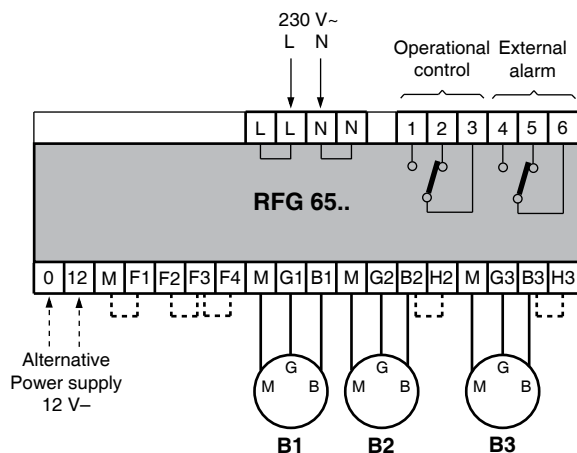 230 V~
L N
Operational control
External alarm
L L N N 1 2 3 4 5 6
RFG 65..
0 12 M F1 F2 F3 F4 M G1 B1 M G2 B2 H2 M G3 B3 H3
Alternative
Power supply
12 V–
M G B
M G B
M G B
B1 B2 B3